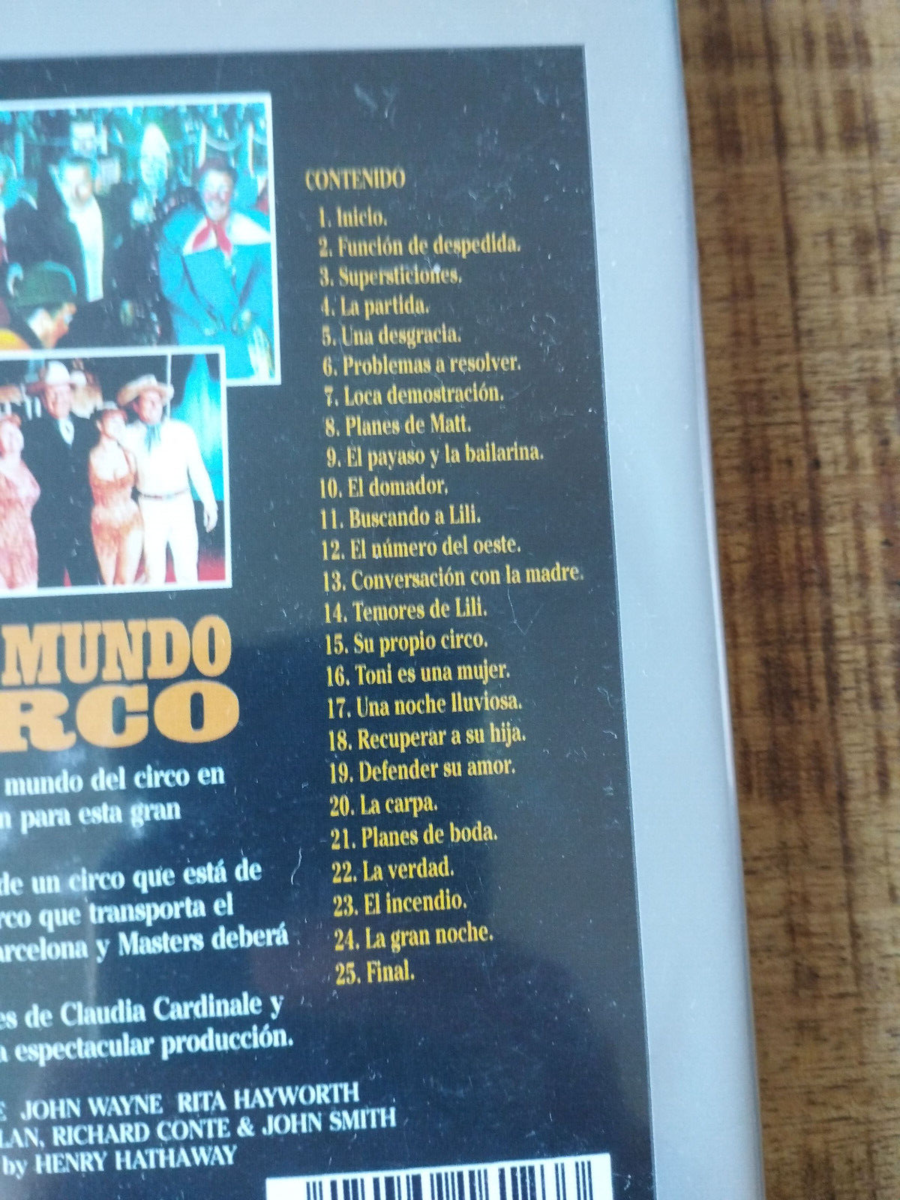 CONTENIDO
1. Inicio.
2. Función de despedida.
3. Supersticiones.
4. La partida.
5. Una desgracia.
6. Problemas a resolver.
7. Loca demostración.
8. Planes de Matt.
9. El payaso y la bailarina.
10. El domador.
11. Buscando a Lili.
12. El número del oeste.
13. Conversación con la madre.
14. Temores de Lili.
15. Su propio circo.
16. Toni es una mujer.
17. Una noche lluviosa.
18. Recuperar a su hija.
19. Defender su amor.
20. La carpa.
21. Planes de boda.
22. La verdad.
23. El incendio.
24. La gran noche.
25. Final.
MUNDO
RCO
mundo del circo en
n para esta gran
de un circo que está de
rco que transporta el
arcelona y Masters deberá
es de Claudia Cardinale y
a espectacular producción.
E JOHN WAYNE RITA HAYWORTH
LAN, RICHARD CONTE & JOHN SMITH
by HENRY HATHAWAY